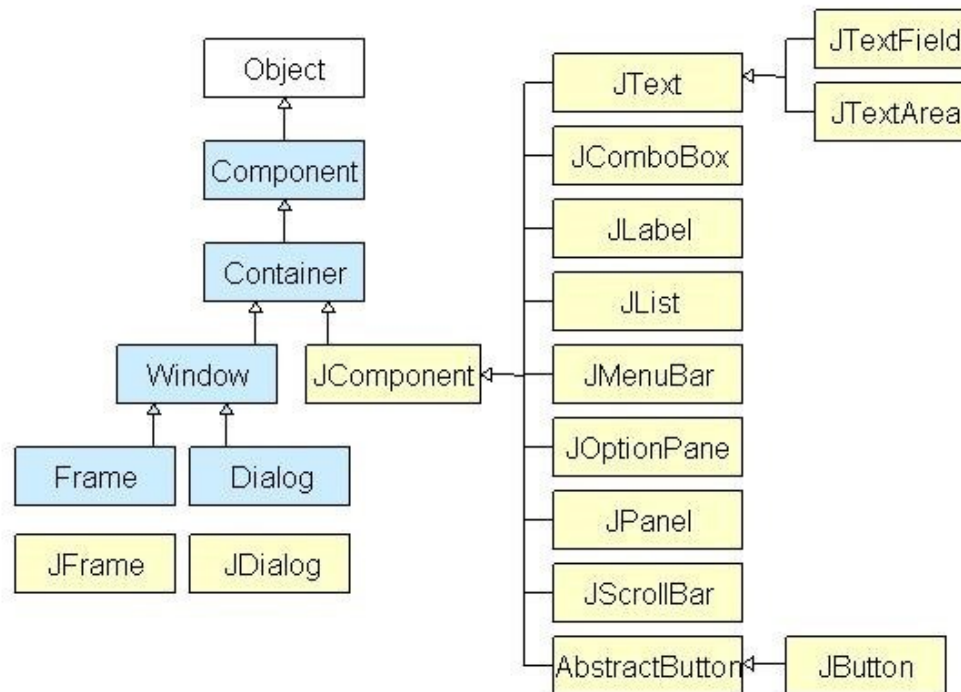 Object
Component
Container
Window
JComponent
Frame
Dialog
JFrame
JDialog
JText
JComboBox
JLabel
JList
JMenuBar
JOptionPane
JPanel
JScrollBar
AbstractButton
JTextField
JTextArea
JButton